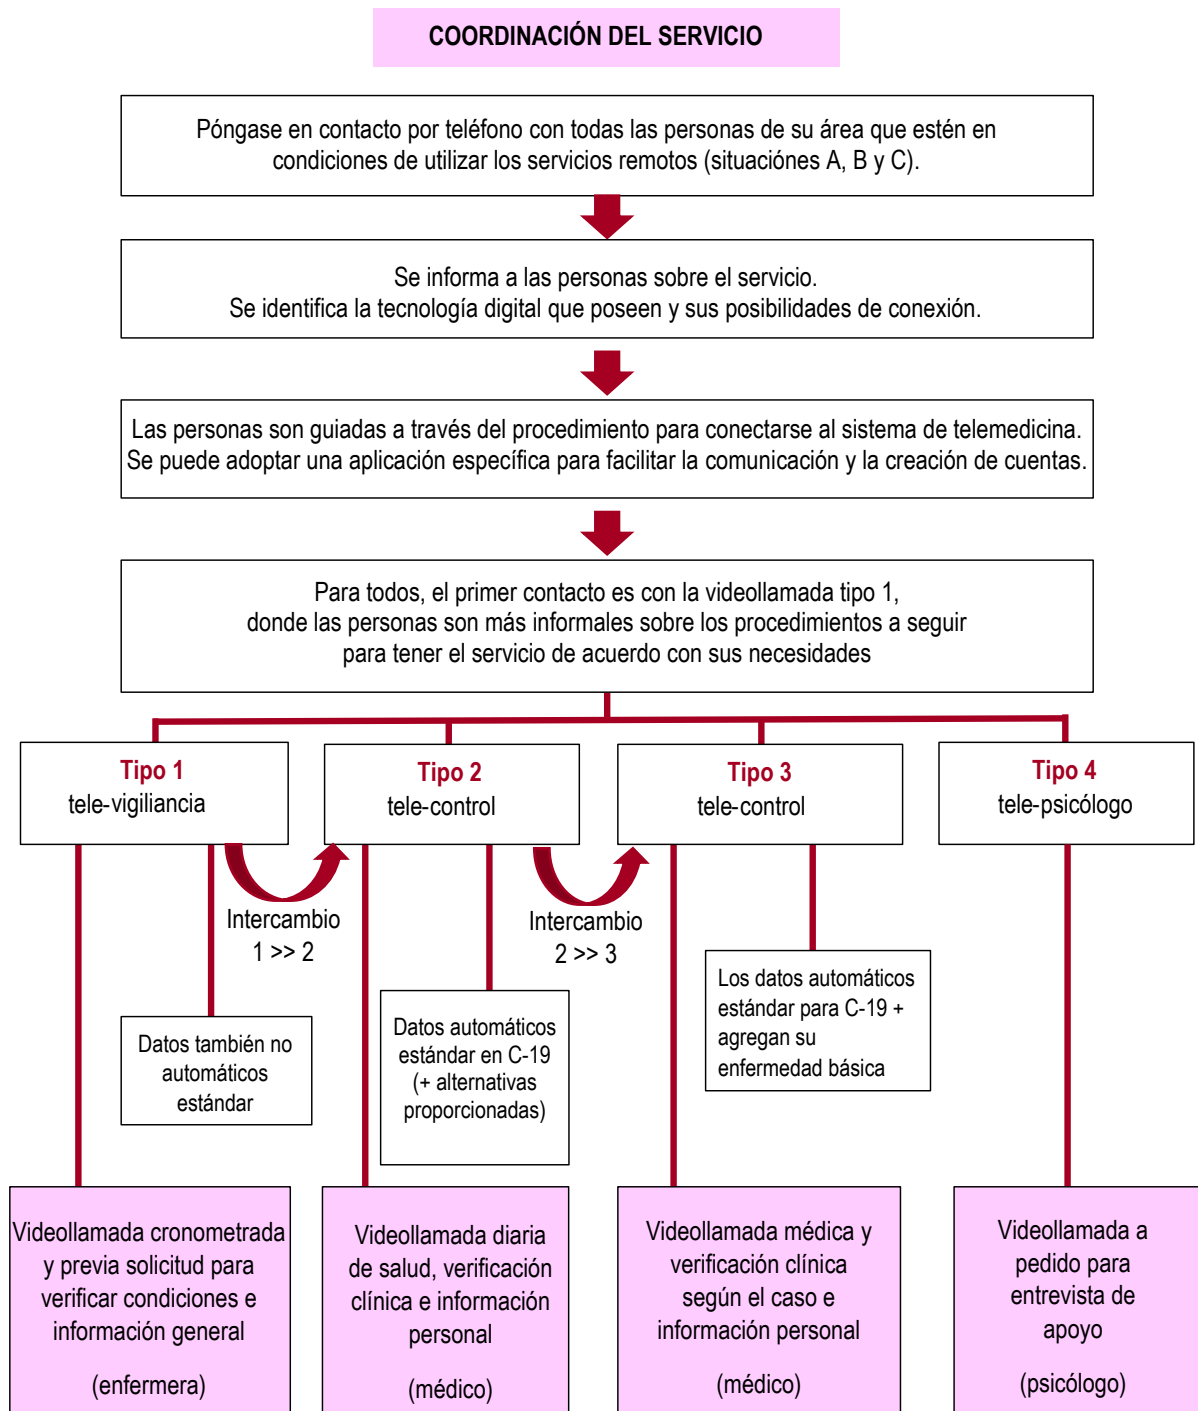 COORDINACIÓN DEL SERVICIO
Póngase en contacto por teléfono con todas las personas de su área que estén en
condiciones de utilizar los servicios remotos (situaciónes A, B y C).
Se informa a las personas sobre el servicio.
Se identifica la tecnología digital que poseen y sus posibilidades de conexión.
Las personas son guiadas a través del procedimiento para conectarse al sistema de telemedicina.
Se puede adoptar una aplicación específica para facilitar la comunicación y la creación de cuentas.
Para todos, el primer contacto es con la videollamada tipo 1,
donde las personas son más informales sobre los procedimientos a seguir
para tener el servicio de acuerdo con sus necesidades
Tipo 1
tele-vigiliancia
Tipo 2
tele-control
Tipo 3
tele-control
Tipo 4
tele-psicólogo
Intercambio
1 >> 2
Intercambio
2 >> 3
Datos también no
automáticos
estándar
Datos automáticos
estándar en C-19
(+ alternativas
proporcionadas)
Los datos automáticos
estándar para C-19 +
agregan su
enfermedad básica
Videollamada cronometrada
y previa solicitud para
verificar condiciones e
información general
(enfermera)
Videollamada diaria
de salud, verificación
clínica e información
personal
(médico)
Videollamada médica y
verificación clínica
según el caso e
información personal
(médico)
Videollamada a
pedido para
entrevista de
apoyo
(psicólogo)